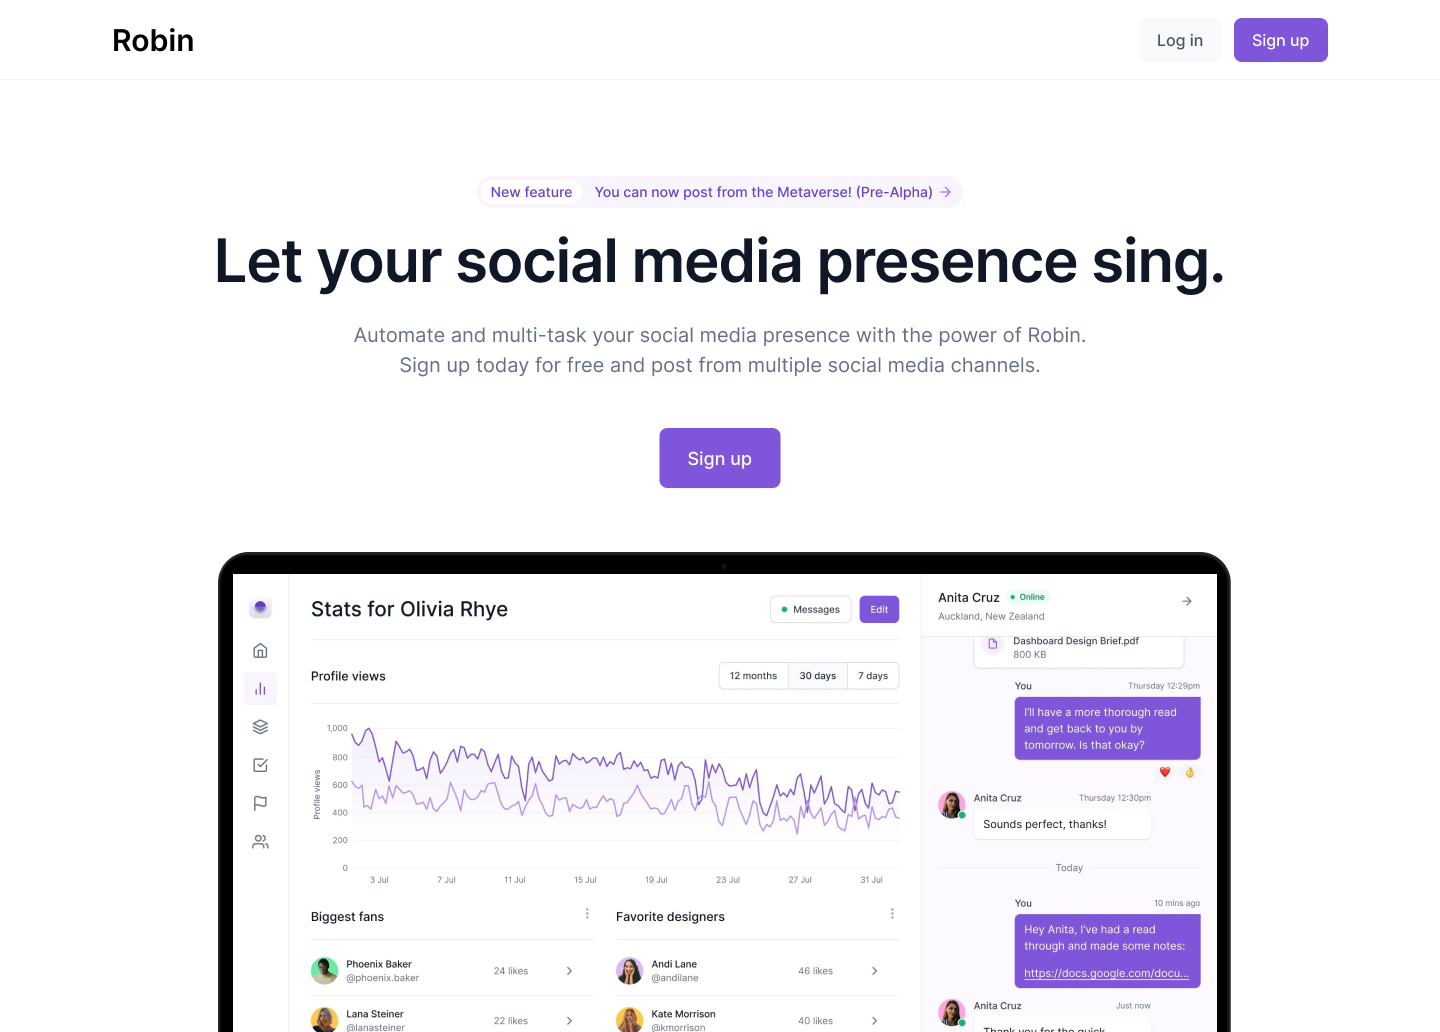 Robin
Log in
Sign up
New feature
You can now post from the Metaverse! (Pre-Alpha)
Let your social media presence sing.
Automate and multi-task your social media presence with the power of Robin.
Sign up today for free and post from multiple social media channels.
Sign up
Stats for Olivia Rhye
Messages
Edit
Profile views
12 months
30 days
7 days
Profile views
1,000
800
600
400
200
0
3 Jul
7 Jul
11 Jul
15 Jul
19 Jul
23 Jul
27 Jul
31 Jul
Biggest fans
Phoenix Baker
@phoenix.baker
24 likes
Lana Steiner
@lanasteiner
22 likes
Favorite designers
Andi Lane
@andilane
46 likes
Kate Morrison
@kmorrison
40 likes
Anita Cruz
Online
Auckland, New Zealand
Dashboard Design Brief.pdf
800 KB
You
Thursday 12:29pm
I'll have a more thorough read
and get back to you by
tomorrow. Is that okay?
Anita Cruz
Thursday 12:30pm
Sounds perfect, thanks!
Today
You
10 mins ago
Hey Anita, I've had a read
through and made some notes:
https://docs.google.com/docu...
Anita Cruz
Just now
Thank you for the quick